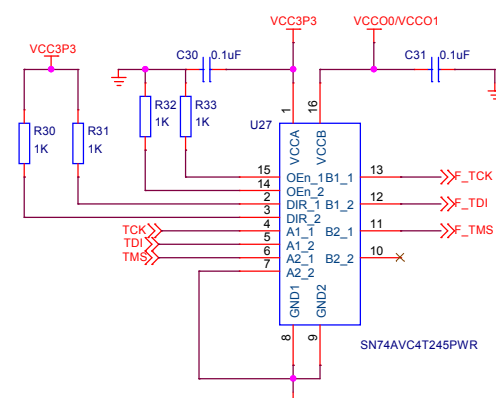 VCC3P3 VCCO0/VCCO1
VCC3P3
C30 0.1uF C31 0.1uF
R32 R33
1K 1K
R30 R31
1K 1K
U27
1 16
VCCA VCCB
15 OEn_1 B1_1 13 F_TCK
14 OEn_2
2 DIR_1 B1_2 12 F_TDI
3 DIR_2
TCK 4 A1_1 B2_1 11 F_TMS
TDI 5 A1_2
TMS 6 A2_1 B2_2 10
7 A2_2
GND1 GND2
8 9
SN74AVC4T245PWR